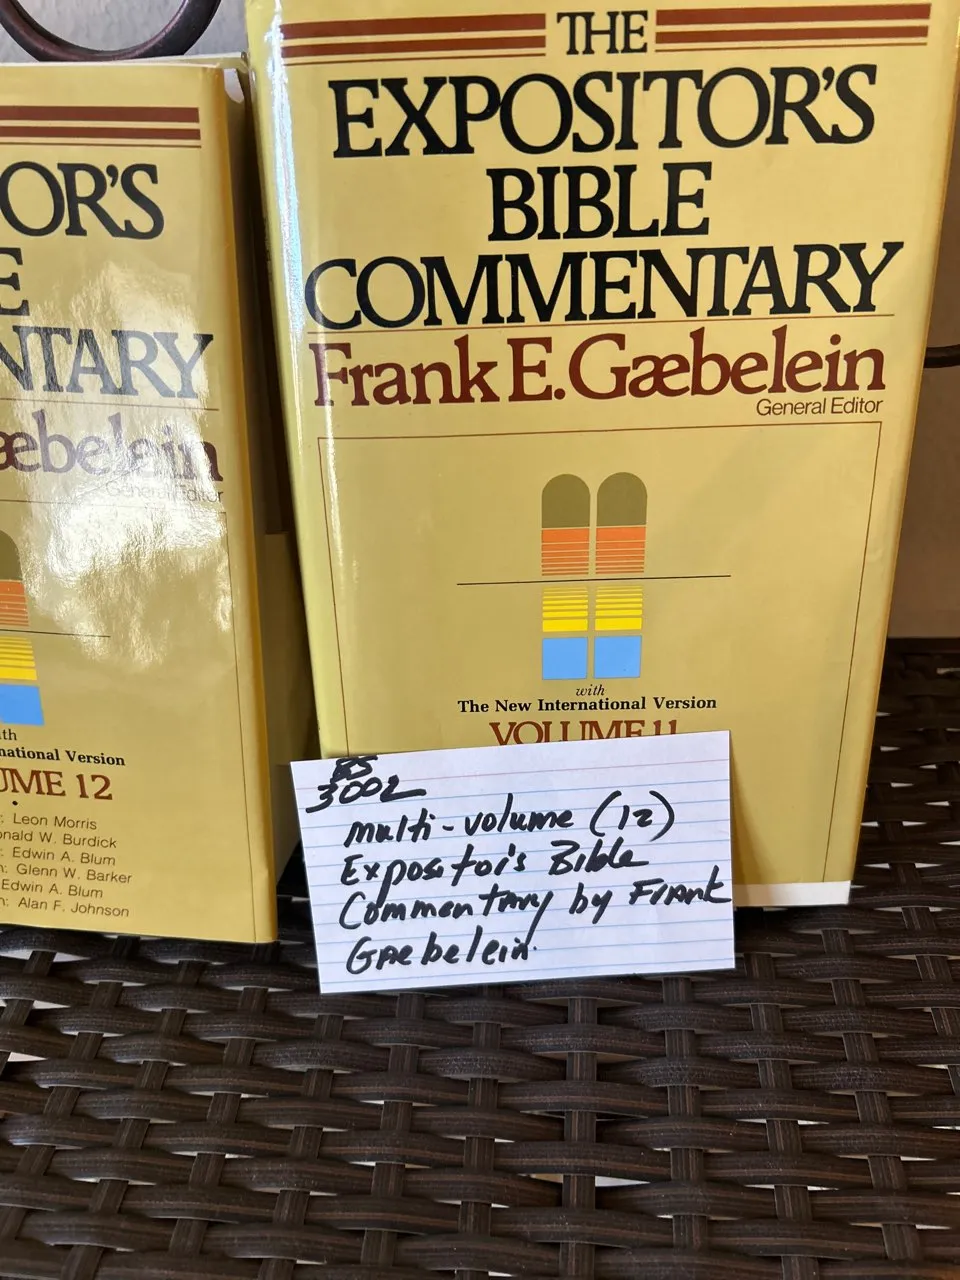 THE
EXPOSITOR'S
BIBLE
COMMENTARY
Frank E. Gæbelein
General Editor
with
The New International Version
VOLUME 11
OR'S
E
NTARY
æbelein
General Editor
ith
national Version
UME 12
: Leon Morris
onald W. Burdick
: Edwin A. Blum
n: Glenn W. Barker
Edwin A. Blum
n: Alan F. Johnson
3002
multi-volume (12)
Expositor's Bible
Commentary by Frank
Gaebelein.